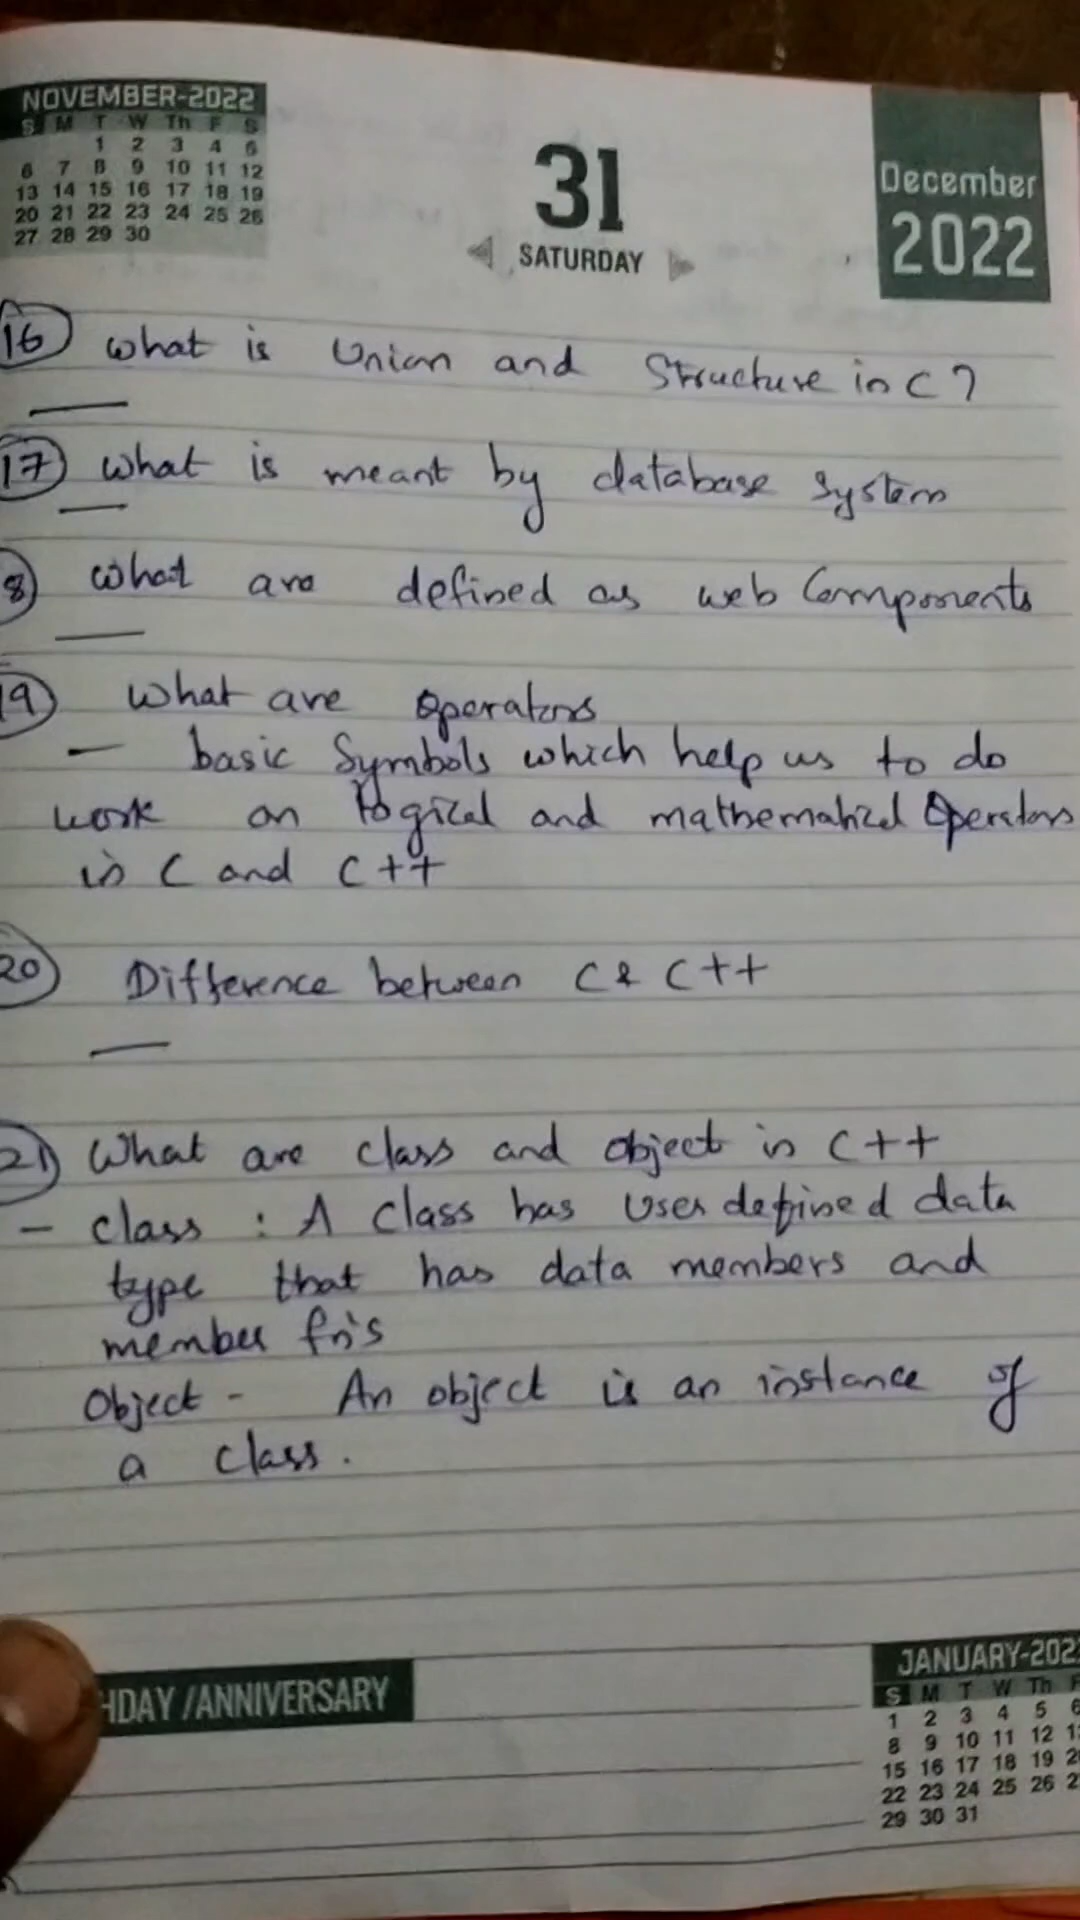 NOVEMBER-2022
S M T W Th F S
1 2 3 4 5
6 7 8 9 10 11 12
13 14 15 16 17 18 19
20 21 22 23 24 25 26
27 28 29 30
31
SATURDAY
December
2022
16 What is Union and Structure in C ?
17 What is meant by database System
8 What are defined as web Components
19 What are Operators
- basic Symbols which help us to do
work on logical and mathematical Operators
in C and C++
20 Difference between C & C++
21 What are class and object in C++
- class : A class has User defined data
type that has data members and
member fn's
Object - An object is an instance of
a class.
HDAY /ANNIVERSARY
JANUARY-202
S M T W Th F
1 2 3 4 5 6
8 9 10 11 12 1
15 16 17 18 19 2
22 23 24 25 26 2
29 30 31